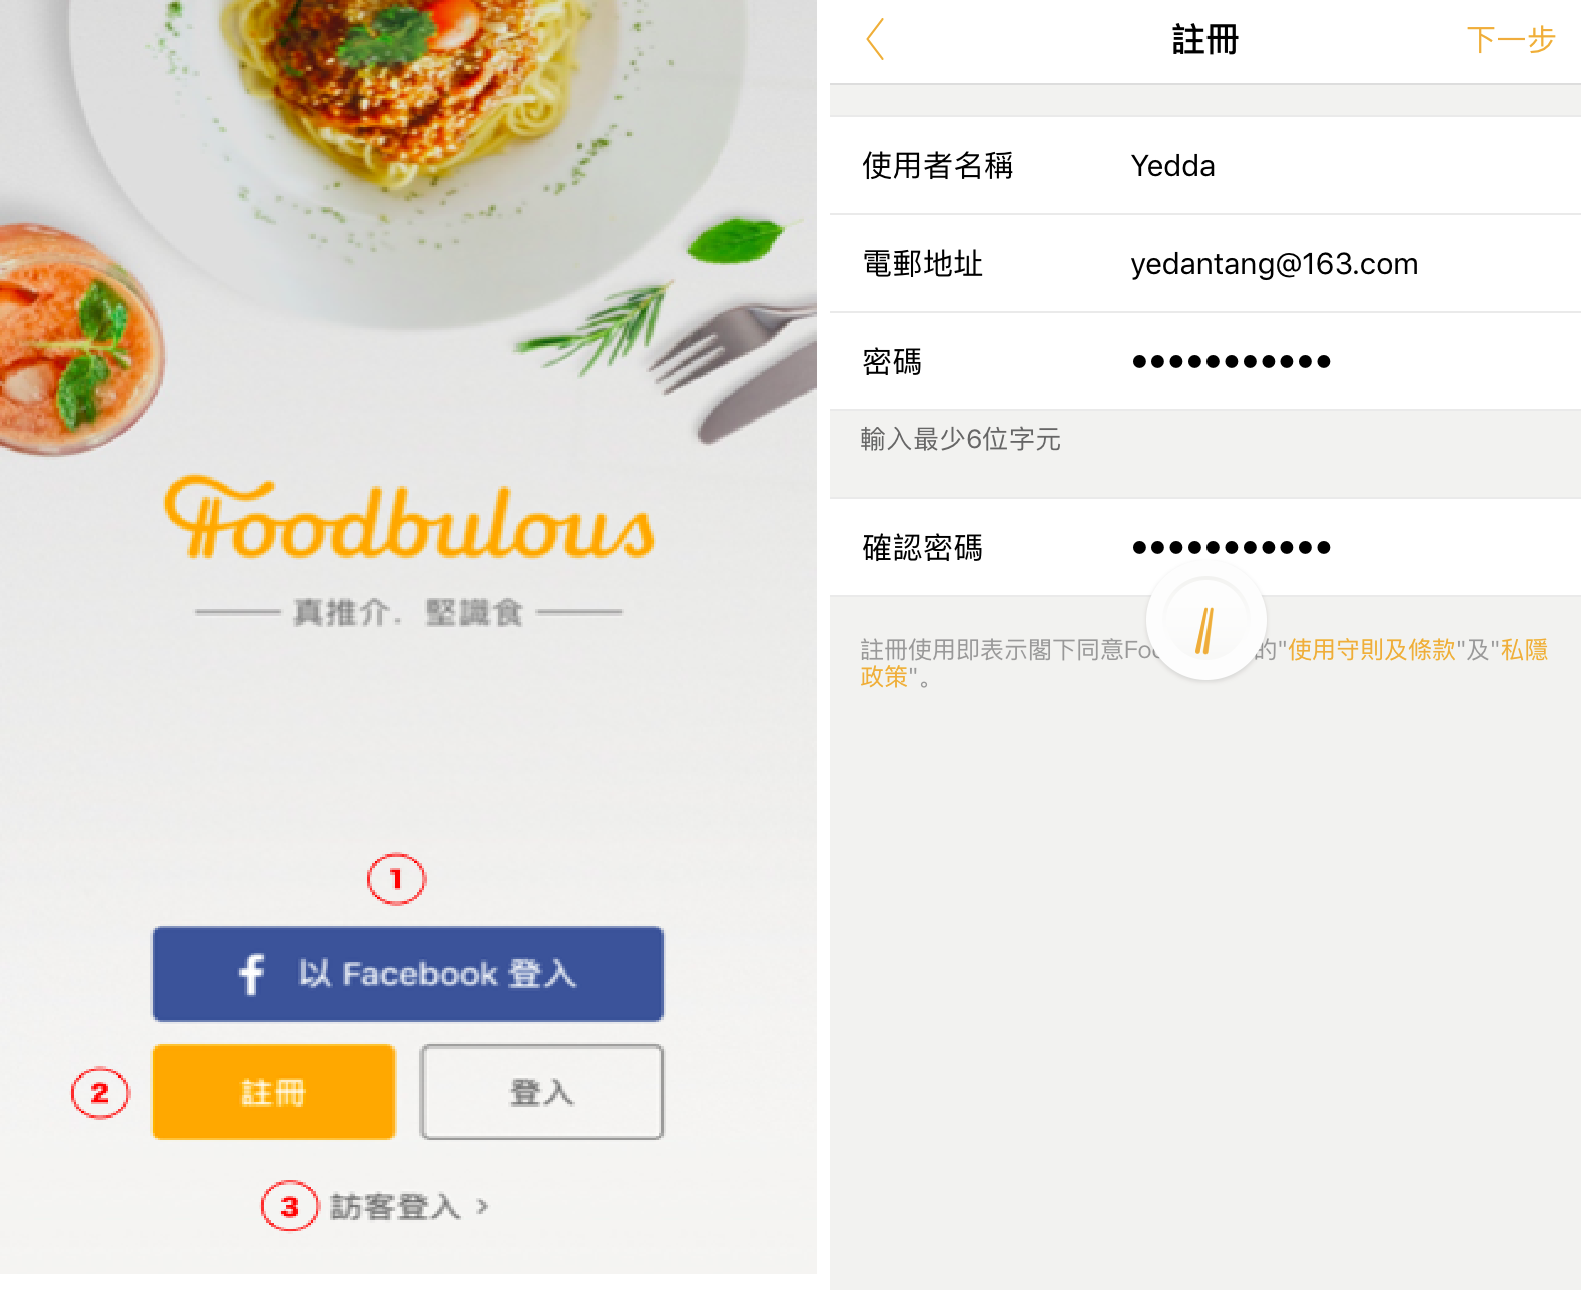 Foodbulous
真推介. 堅識食
1
以 Facebook 登入
2
註冊
登入
3 訪客登入 >
註冊
下一步
使用者名稱 Yedda
電郵地址 yedantang@163.com
密碼 ●●●●●●●●●●●
輸入最少6位字元
確認密碼 ●●●●●●●●●●●
註冊使用即表示閣下同意 的"使用守則及條款"及"私隱
政策"。